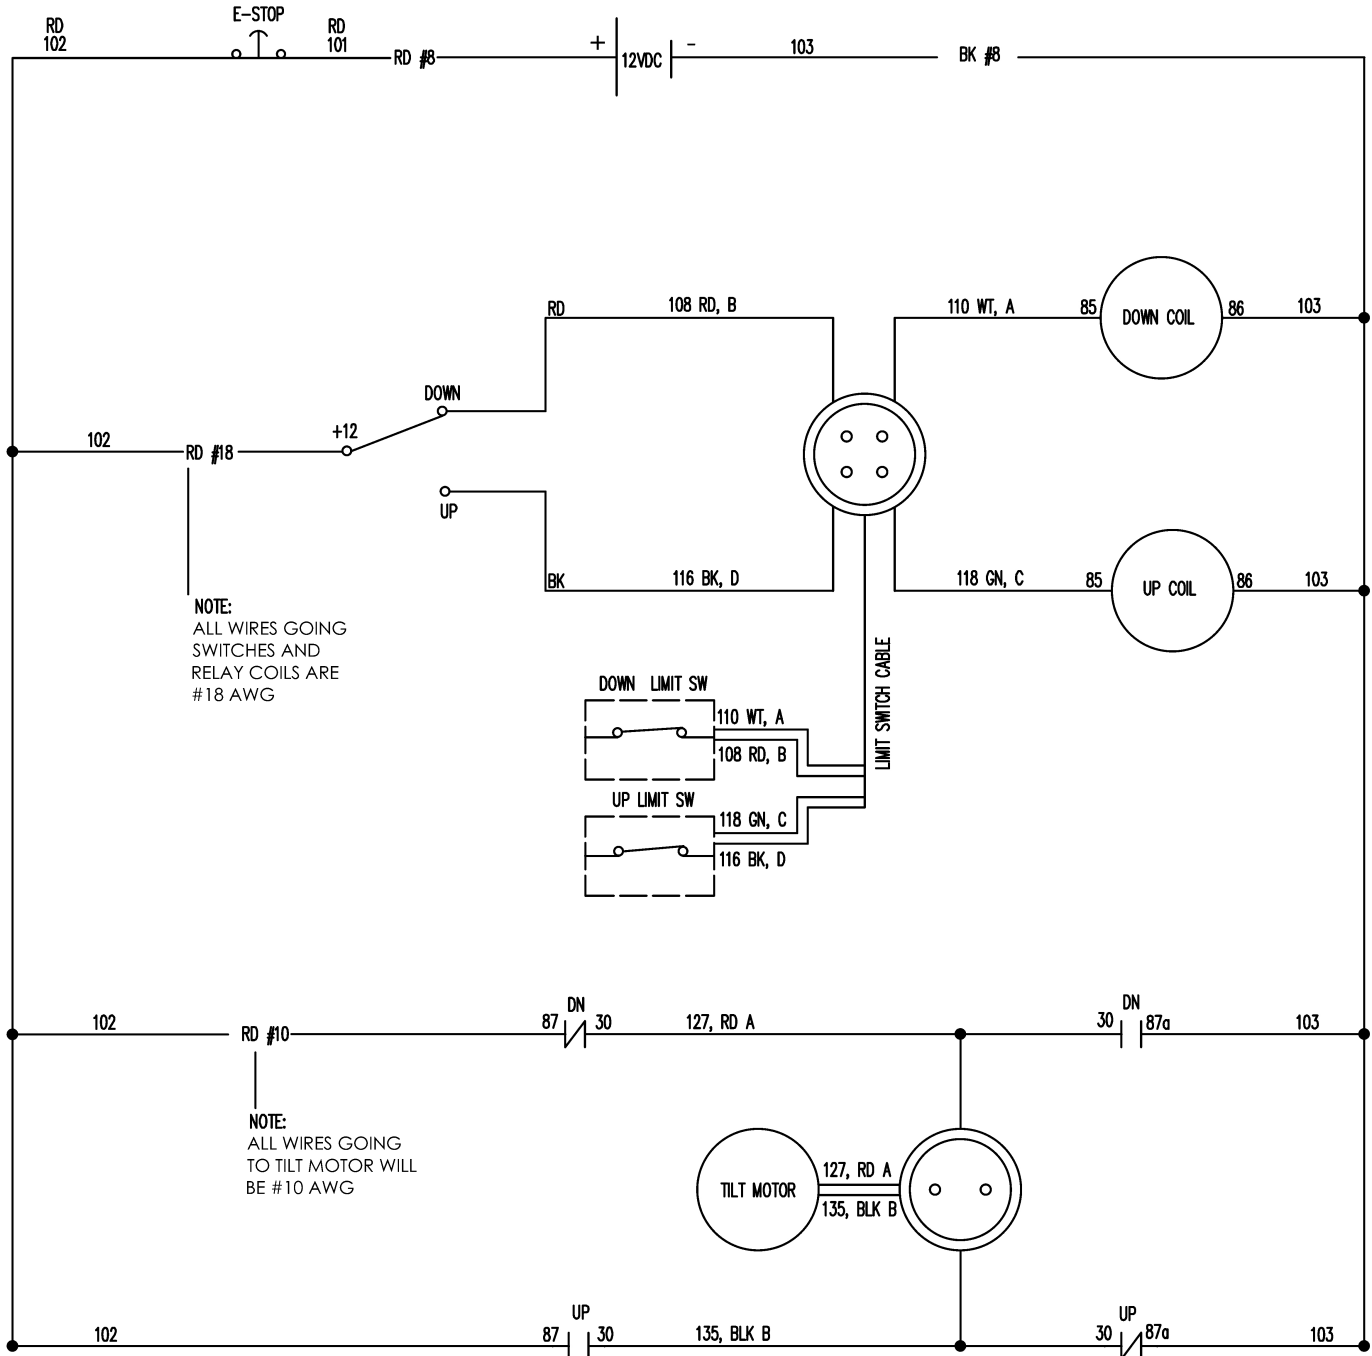 E-STOP
RD
102
RD
101
RD #8
+
12VDC
-
103
BK #8
RD
108 RD, B
110 WT, A
85
DOWN COIL
86
103
DOWN
+12
102
RD #18
UP
BK
116 BK, D
118 GN, C
85
UP COIL
86
103
NOTE:
ALL WIRES GOING
SWITCHES AND
RELAY COILS ARE
#18 AWG
LIMIT SWITCH CABLE
DOWN LIMIT SW
110 WT, A
108 RD, B
UP LIMIT SW
118 GN, C
116 BK, D
102
RD #10
DN
87
30
127, RD A
DN
30
87a
103
NOTE:
ALL WIRES GOING
TO TILT MOTOR WILL
BE #10 AWG
TILT MOTOR
127, RD A
135, BLK B
102
UP
87
30
135, BLK B
UP
30
87a
103